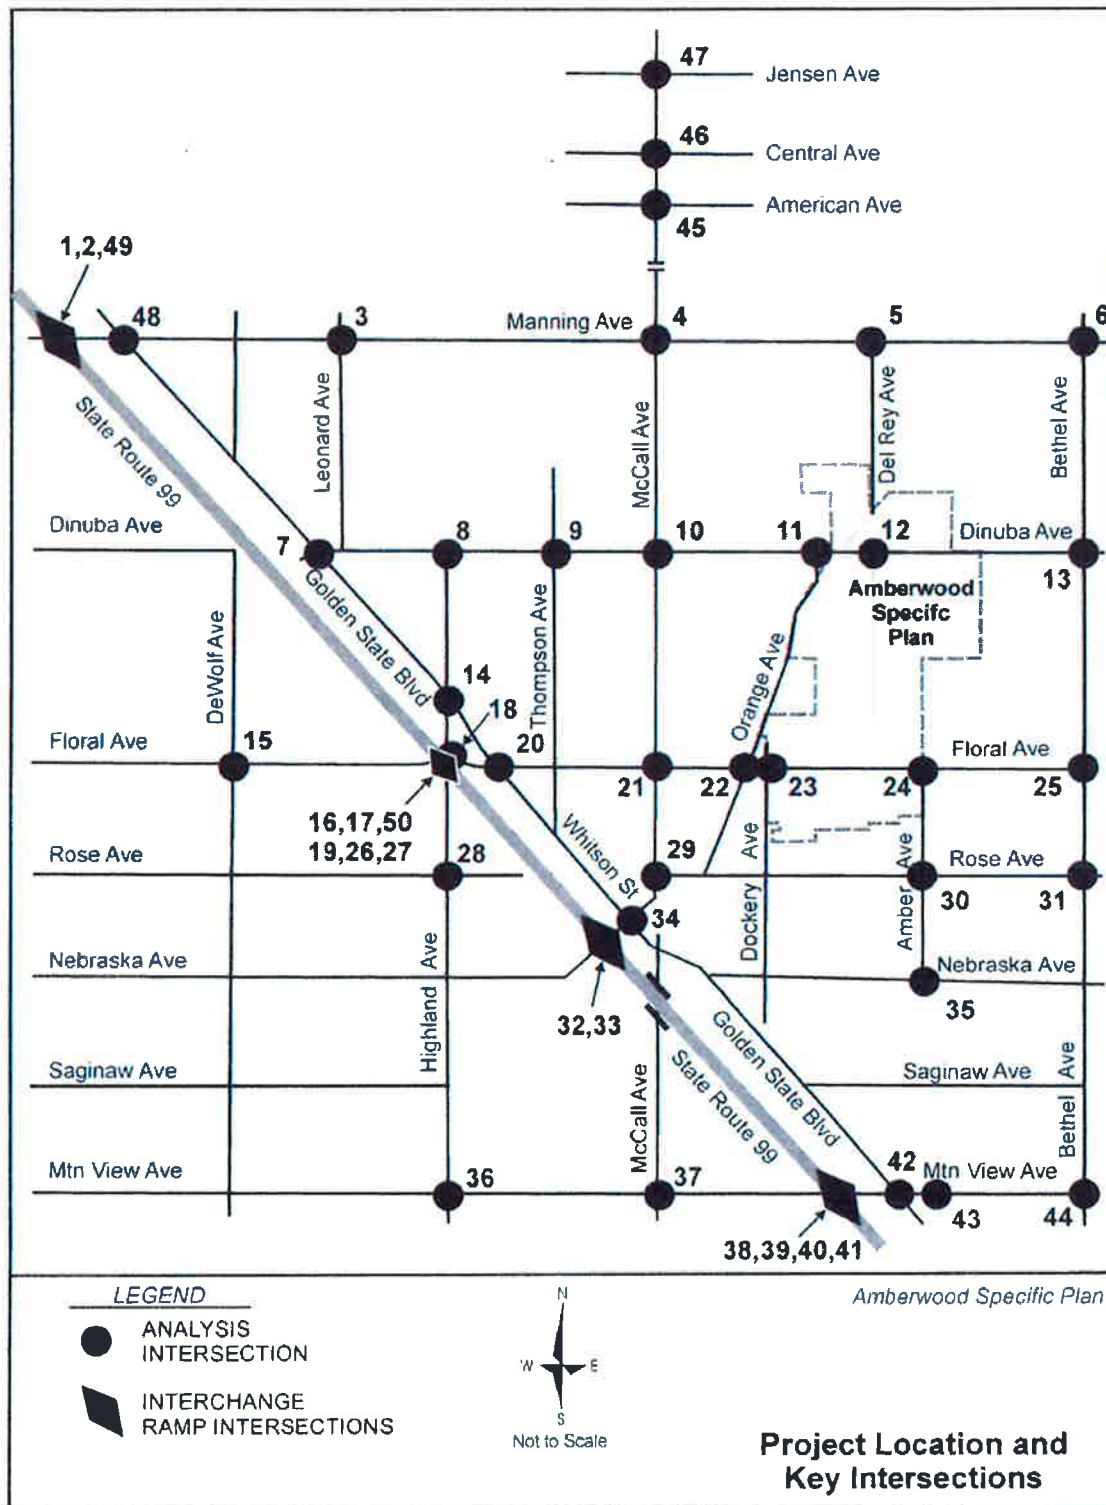 47
Jensen Ave
46
Central Ave
American Ave
45
1,2,49
48
3
Manning Ave
4
5
6
State Route 99
Leonard Ave
McCall Ave
Del Rey Ave
Bethel Ave
Dinuba Ave
7
8
9
10
11
12
Dinuba Ave
13
Golden State Blvd
Thompson Ave
Amberwood
Specifc
Plan
DeWolf Ave
Orange Ave
14
18
Floral Ave
15
20
21
22
23
24
Floral Ave
25
16,17,50
19,26,27
Whitson St
Rose Ave
28
29
Dockery Ave
Amber Ave
Rose Ave
30
31
34
Nebraska Ave
Highland Ave
32,33
Nebraska Ave
35
Golden State Blvd
Saginaw Ave
McCall Ave
State Route 99
Saginaw Ave
Bethel Ave
Mtn View Ave
36
37
42
Mtn View Ave
43
44
38,39,40,41
LEGEND
ANALYSIS
INTERSECTION
INTERCHANGE
RAMP INTERSECTIONS
N
W
E
S
Not to Scale
Amberwood Specific Plan
Project Location and
Key Intersections